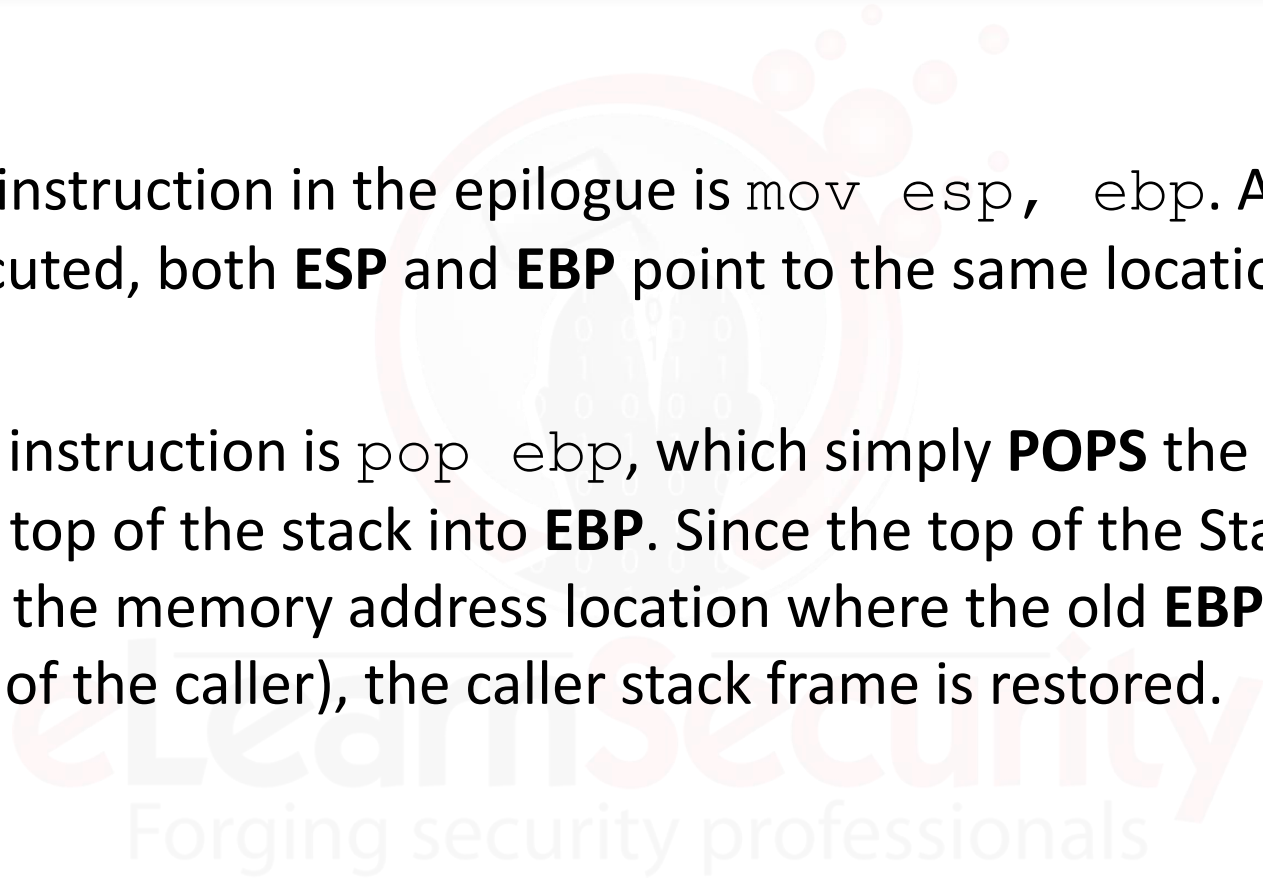 instruction in the epilogue is mov esp, ebp. A
cuted, both ESP and EBP point to the same locatio
instruction is pop ebp, which simply POPS the
top of the stack into EBP. Since the top of the Sta
the memory address location where the old EBP
of the caller), the caller stack frame is restored.
eLearnSecurity
Forging security professionals